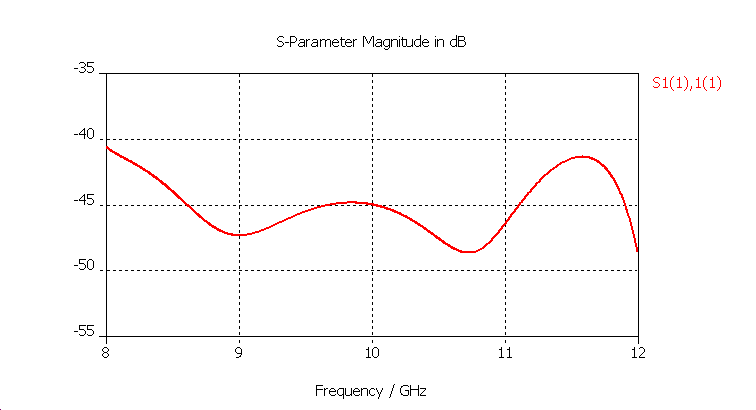 S-Parameter Magnitude in dB
S1(1),1(1)
-35
-40
-45
-50
-55
8 9 10 11 12
Frequency / GHz